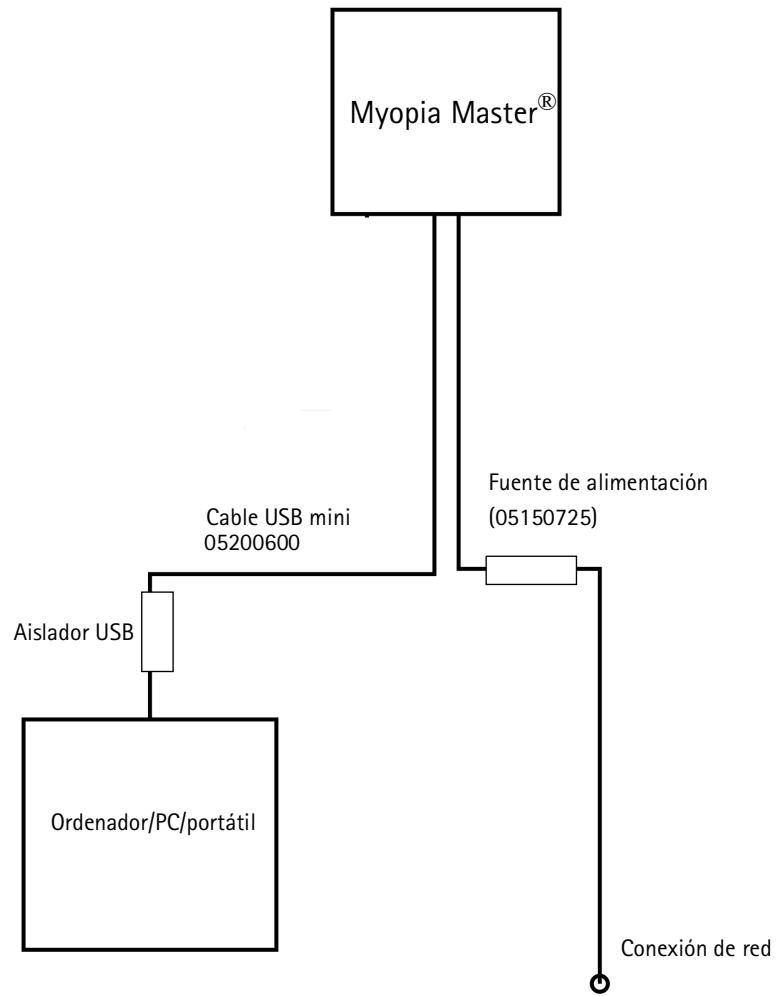 Myopia Master®
Fuente de alimentación
(05150725)
Cable USB mini
05200600
Aislador USB
Ordenador/PC/portátil
Conexión de red